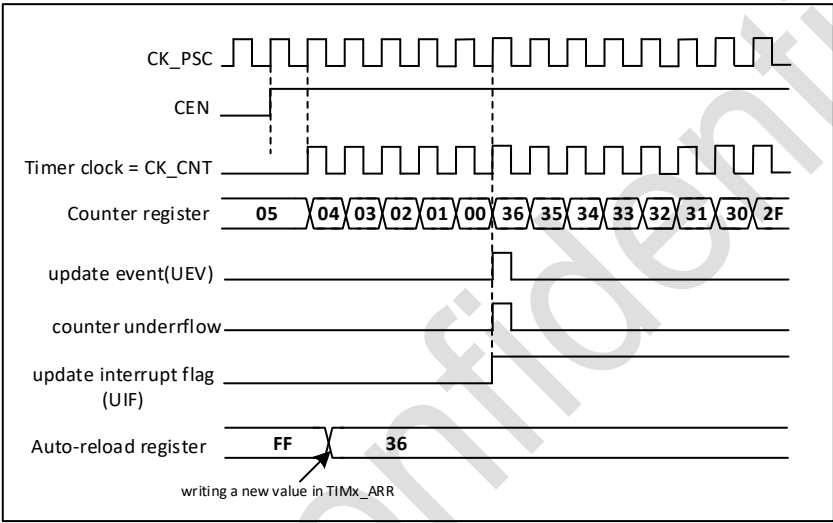 CK_PSC
CEN
Timer clock = CK_CNT
Counter register 05 04 03 02 01 00 36 35 34 33 32 31 30 2F
update event(UEV)
counter underrflow
update interrupt flag
(UIF)
Auto-reload register FF 36
writing a new value in TIMx_ARR